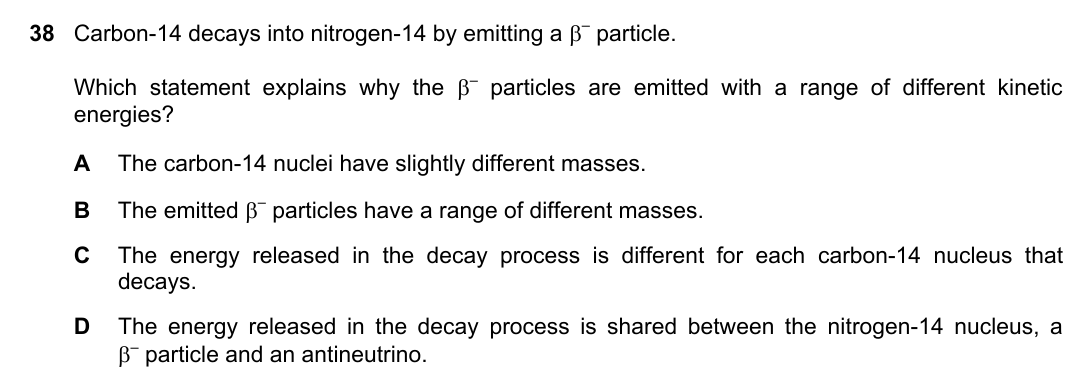 38 Carbon-14 decays into nitrogen-14 by emitting a β⁻ particle.
Which statement explains why the β⁻ particles are emitted with a range of different kinetic
energies?
A The carbon-14 nuclei have slightly different masses.
B The emitted β⁻ particles have a range of different masses.
C The energy released in the decay process is different for each carbon-14 nucleus that
decays.
D The energy released in the decay process is shared between the nitrogen-14 nucleus, a
β⁻ particle and an antineutrino.